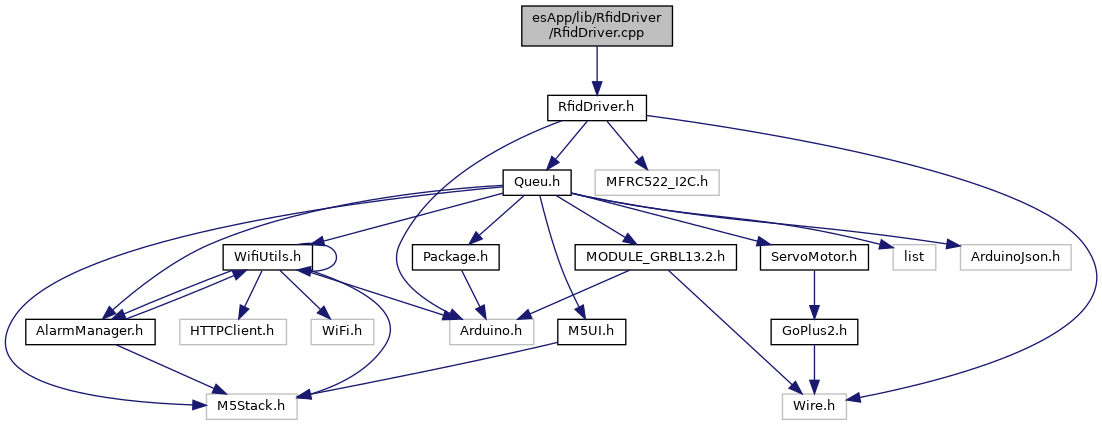 esApp/lib/RfidDriver
/RfidDriver.cpp
RfidDriver.h
Queu.h
MFRC522_I2C.h
WifiUtils.h
Package.h
MODULE_GRBL13.2.h
ServoMotor.h
list
ArduinoJson.h
AlarmManager.h
HTTPClient.h
WiFi.h
Arduino.h
M5UI.h
GoPlus2.h
M5Stack.h
Wire.h